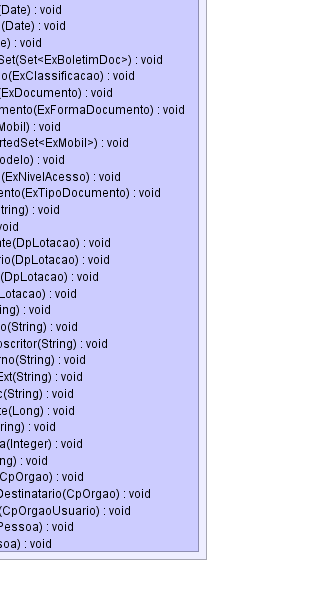 (Date) : void
(Date) : void
e) : void
Set(Set<ExBoletimDoc>) : void
o(ExClassificacao) : void
(ExDocumento) : void
mento(ExFormaDocumento) : void
Mobil) : void
rtedSet<ExMobil>) : void
odelo) : void
(ExNivelAcesso) : void
ento(ExTipoDocumento) : void
tring) : void
void
te(DpLotacao) : void
rio(DpLotacao) : void
(DpLotacao) : void
Lotacao) : void
ing) : void
o(String) : void
oscritor(String) : void
rno(String) : void
Ext(String) : void
c(String) : void
te(Long) : void
ring) : void
a(Integer) : void
ng) : void
CpOrgao) : void
Destinatario(CpOrgao) : void
(CpOrgaoUsuario) : void
Pessoa) : void
soa) : void